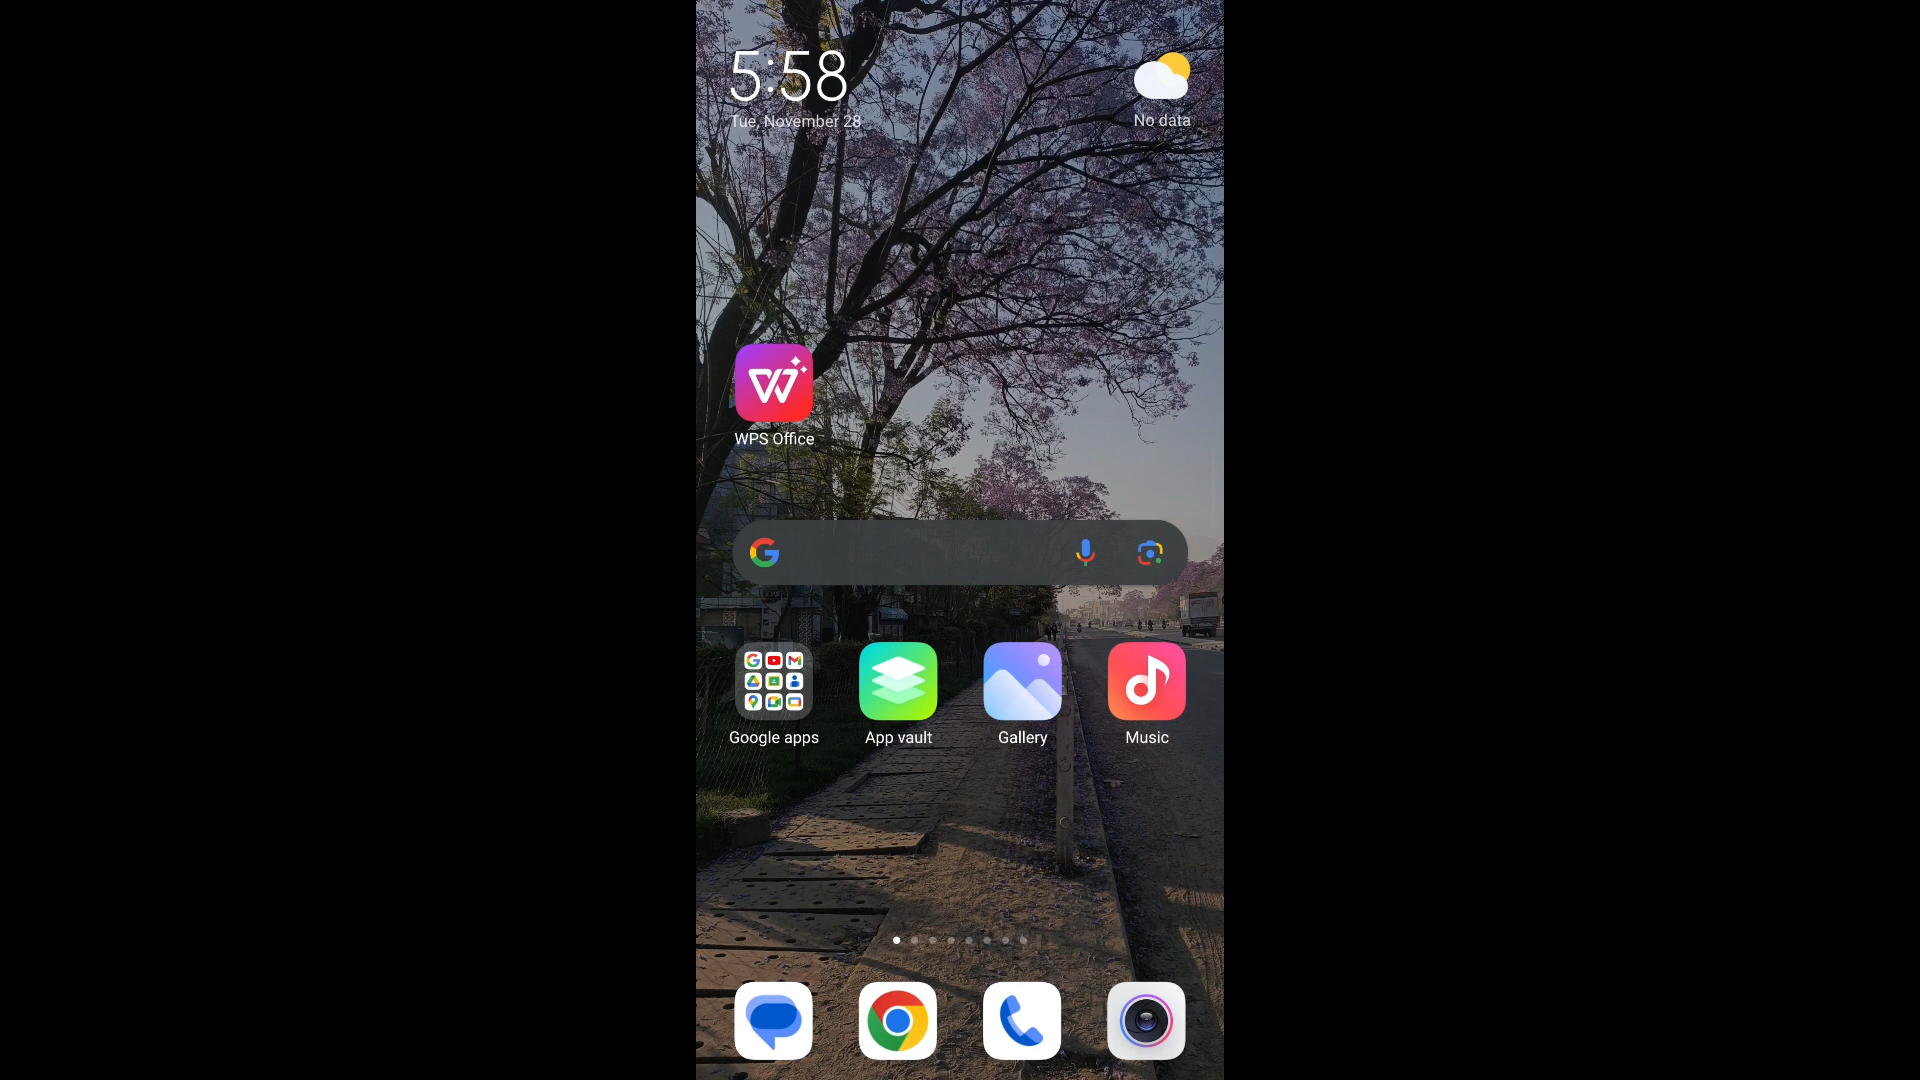 5:58
Tue, November 28
No data
WPS Office
Google apps
App vault
Gallery
Music